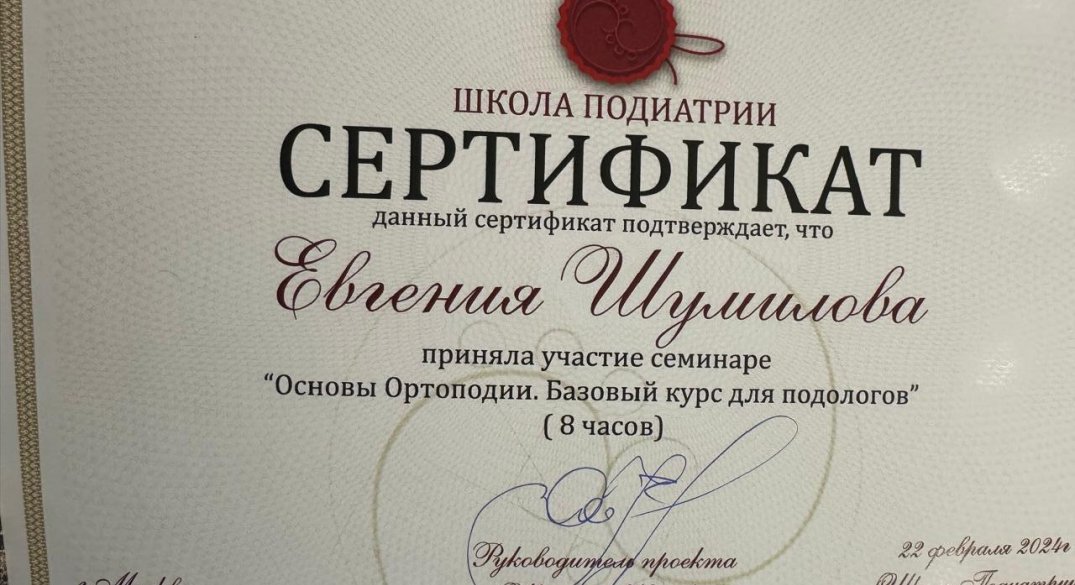 ШКОЛА ПОДИАТРИИ
СЕРТИФИКАТ
данный сертификат подтверждает, что
Евгения Шумилова
приняла участие семинаре
“Основы Ортоподии. Базовый курс для подологов”
( 8 часов)
Руководитель проекта
22 февраля 2024г